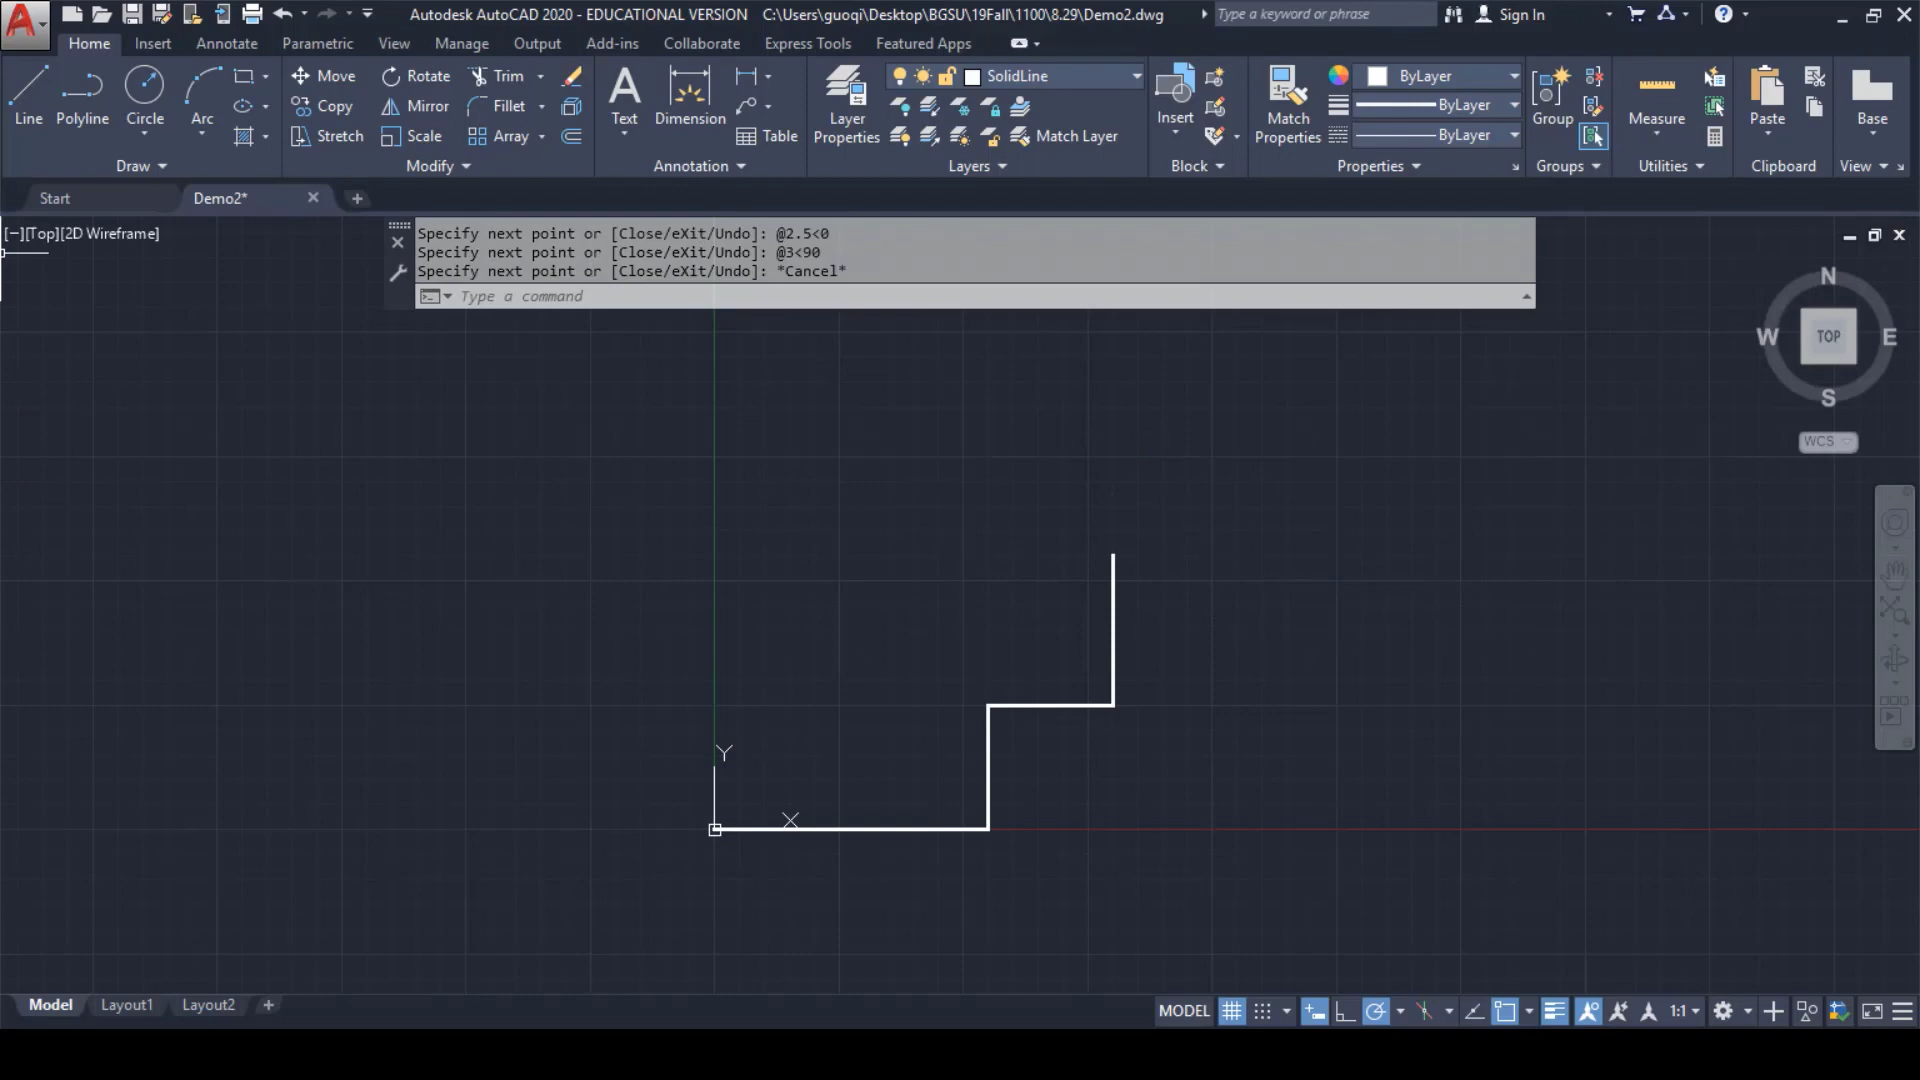 Autodesk AutoCAD 2020 - EDUCATIONAL VERSION C:\Users\guoqi\Desktop\BGSU\19Fall\1100\8.29\Demo2.dwg Type a keyword or phrase Sign In
Home Insert Annotate Parametric View Manage Output Add-ins Collaborate Express Tools Featured Apps
Line Polyline Circle Arc
Move Rotate Trim
Copy Mirror Fillet
Stretch Scale Array
Text Dimension Table
Layer Properties
SolidLine
Match Layer
Insert
Match Properties
ByLayer
ByLayer
ByLayer
Group
Measure
Paste
Base
Draw Modify Annotation Layers Block Properties Groups Utilities Clipboard View
Start Demo2*
[−][Top][2D Wireframe]
Specify next point or [Close/eXit/Undo]: @2.5<0
Specify next point or [Close/eXit/Undo]: @3<90
Specify next point or [Close/eXit/Undo]: *Cancel*
Type a command
N
W TOP E
S
WCS
Y
X
Model Layout1 Layout2
MODEL 1:1